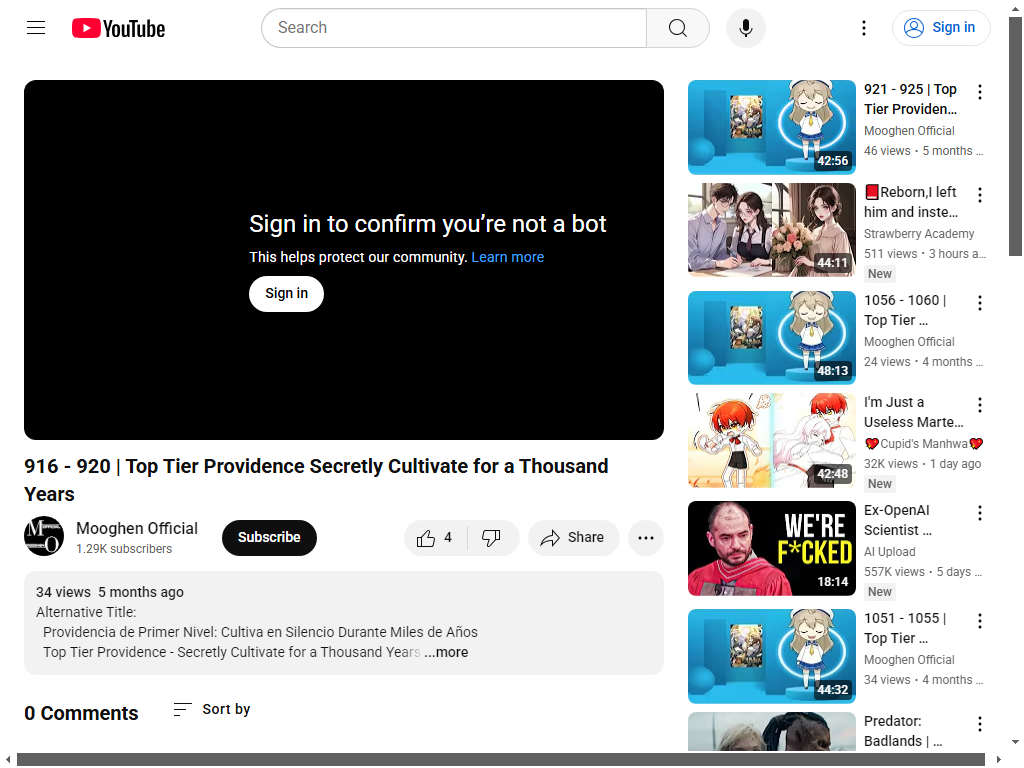 YouTube
Search
Sign in
Sign in to confirm you’re not a bot
This helps protect our community. Learn more
Sign in
916 - 920 | Top Tier Providence Secretly Cultivate for a Thousand
Years
Mooghen Official
1.29K subscribers
Subscribe
4
Share
34 views 5 months ago
Alternative Title:
Providencia de Primer Nivel: Cultiva en Silencio Durante Miles de Años
Top Tier Providence - Secretly Cultivate for a Thousand Years ...more
0 Comments
Sort by
42:56
921 - 925 | Top
Tier Providen...
Mooghen Official
46 views • 5 months ...
44:11
Reborn,I left
him and inste...
Strawberry Academy
511 views • 3 hours a...
New
48:13
1056 - 1060 |
Top Tier ...
Mooghen Official
24 views • 4 months ...
42:48
I'm Just a
Useless Marte...
💖Cupid's Manhwa💖
32K views • 1 day ago
New
WE'RE
F*CKED
18:14
Ex-OpenAI
Scientist ...
AI Upload
557K views • 5 days ...
New
44:32
1051 - 1055 |
Top Tier ...
Mooghen Official
34 views • 4 months ...
Predator:
Badlands | ...